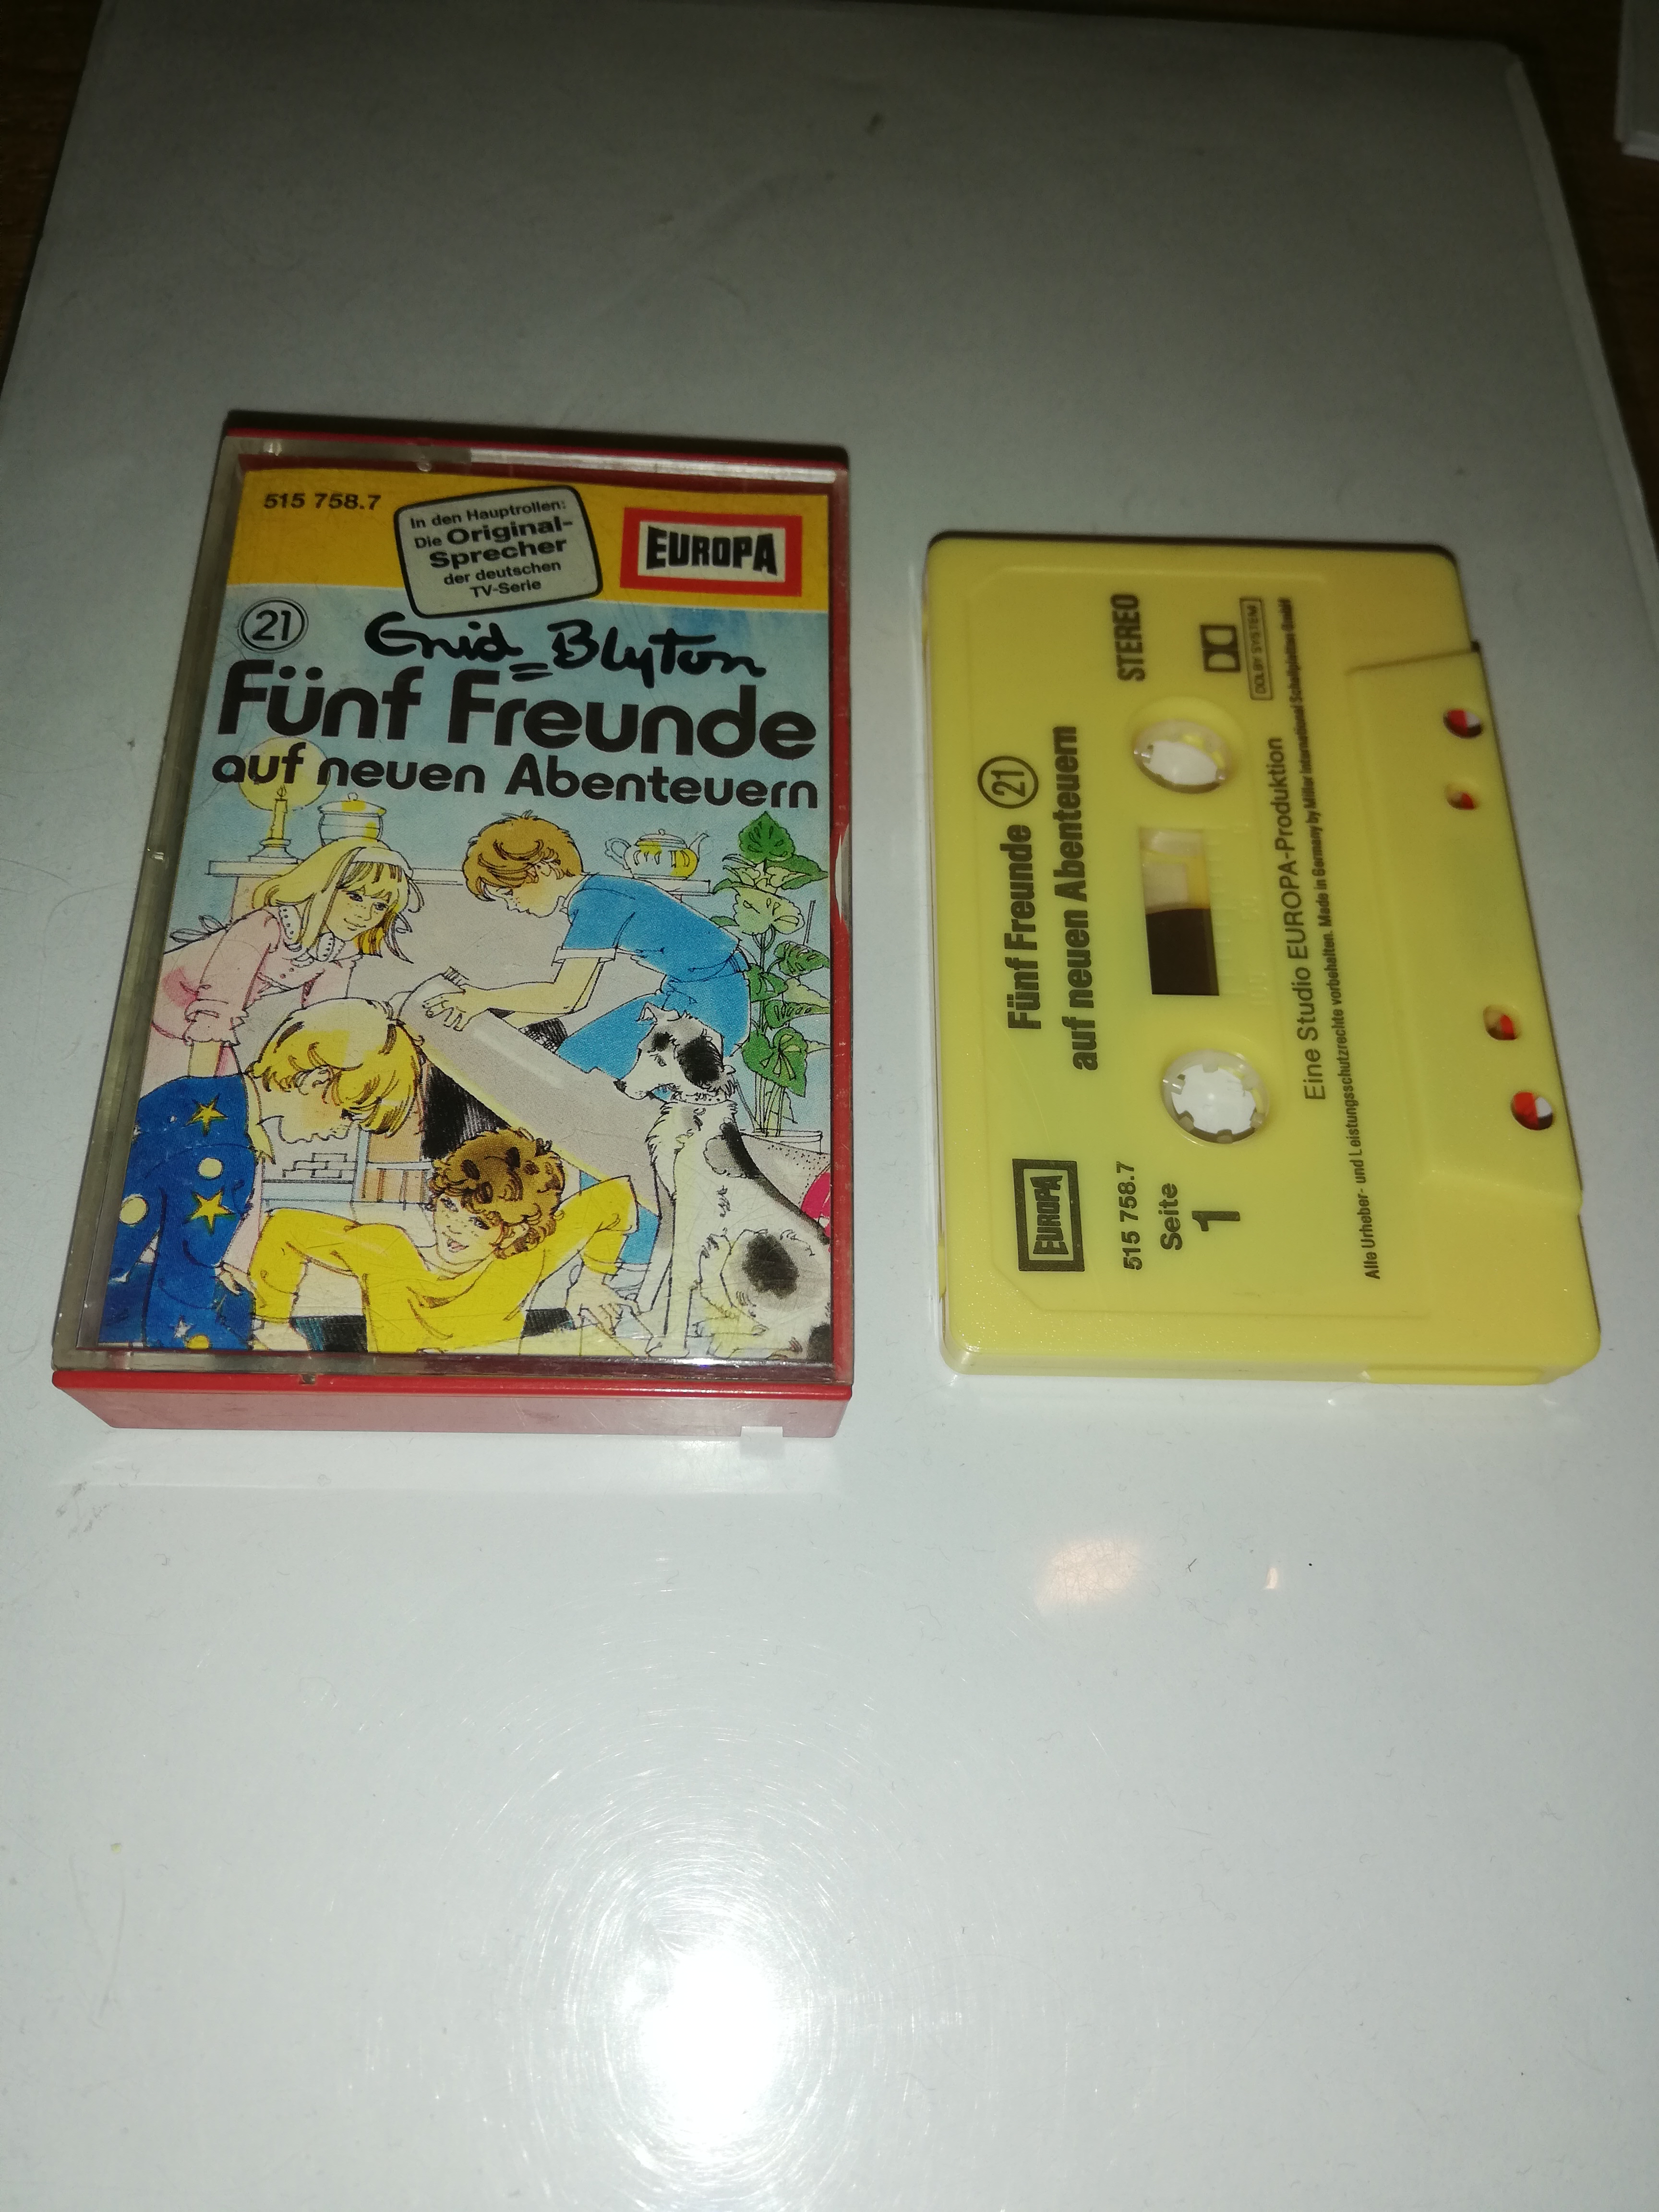 515 758.7
In den Hauptrollen:
Die Original-
Sprecher
der deutschen
TV-Serie
EUROPA
21
Enid Blyton
Fünf Freunde
auf neuen Abenteuern
Fünf Freunde 21
auf neuen Abenteuern
EUROPA
515 758.7
STEREO
Seite
1
DOLBY SYSTEM
Eine Studio EUROPA-Produktion
Alle Urheber- und Leistungsschutzrechte vorbehalten. Made in Germany by Miller International Schallplatten GmbH